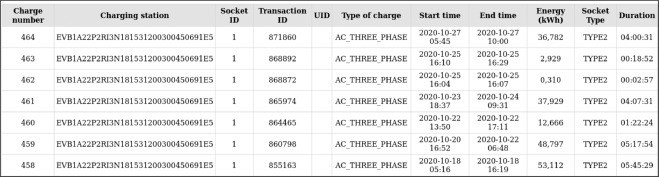 Charge number Charging station Socket ID Transaction ID UID Type of charge Start time End time Energy (kWh) Socket Type Duration
464 EVB1A22P2RI3N181531200300450691E5 1 871860 AC_THREE_PHASE 2020-10-27 05:45 2020-10-27 10:00 36,782 TYPE2 04:00:31
463 EVB1A22P2RI3N181531200300450691E5 1 868892 AC_THREE_PHASE 2020-10-25 16:10 2020-10-25 16:29 2,929 TYPE2 00:18:52
462 EVB1A22P2RI3N181531200300450691E5 1 868872 AC_THREE_PHASE 2020-10-25 16:04 2020-10-25 16:07 0,310 TYPE2 00:02:57
461 EVB1A22P2RI3N181531200300450691E5 1 865974 AC_THREE_PHASE 2020-10-23 18:37 2020-10-24 09:31 37,929 TYPE2 04:07:31
460 EVB1A22P2RI3N181531200300450691E5 1 864465 AC_THREE_PHASE 2020-10-22 13:50 2020-10-22 17:11 12,666 TYPE2 01:22:24
459 EVB1A22P2RI3N181531200300450691E5 1 860798 AC_THREE_PHASE 2020-10-20 16:52 2020-10-22 06:48 48,797 TYPE2 05:17:54
458 EVB1A22P2RI3N181531200300450691E5 1 855163 AC_THREE_PHASE 2020-10-18 05:16 2020-10-18 16:19 53,112 TYPE2 05:45:29